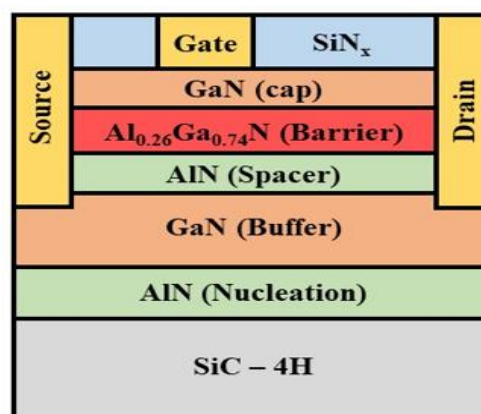 Source
Gate
SiNₓ
Drain
GaN (cap)
Al₀.₂₆Ga₀.₇₄N (Barrier)
AlN (Spacer)
GaN (Buffer)
AlN (Nucleation)
SiC – 4H